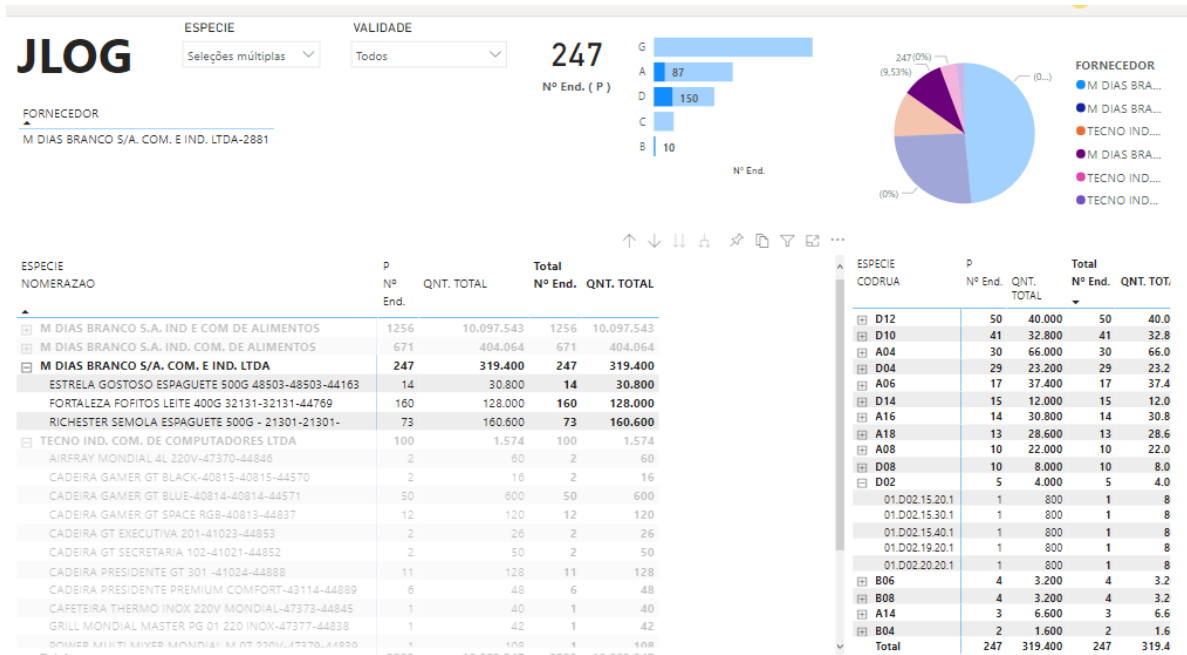 JLOG
ESPECIE
Seleções múltiplas
VALIDADE
Todos
FORNECEDOR
M DIAS BRANCO S/A. COM. E IND. LTDA-2881
247
Nº End. ( P )
G
A 87
D 150
C
B 10
Nº End.
247 (0%)
(9,53%)
(0...)
(0%)
FORNECEDOR
M DIAS BRA...
M DIAS BRA...
TECNO IND....
M DIAS BRA...
TECNO IND....
TECNO IND....
ESPECIE P Total
NOMERAZAO Nº End. QNT. TOTAL Nº End. QNT. TOTAL
M DIAS BRANCO S.A. IND E COM DE ALIMENTOS 1256 10.097.543 1256 10.097.543
M DIAS BRANCO S.A. IND. COM. DE ALIMENTOS 671 404.064 671 404.064
M DIAS BRANCO S/A. COM. E IND. LTDA 247 319.400 247 319.400
ESTRELA GOSTOSO ESPAGUETE 500G 48503-48503-44163 14 30.800 14 30.800
FORTALEZA FOFITOS LEITE 400G 32131-32131-44769 160 128.000 160 128.000
RICHESTER SEMOLA ESPAGUETE 500G - 21301-21301- 73 160.600 73 160.600
TECNO IND. COM. DE COMPUTADORES LTDA 100 1.574 100 1.574
AIRFRAY MONDIAL 4L 220V-47370-44846 2 60 2 60
CADEIRA GAMER GT BLACK-40815-40815-44570 2 16 2 16
CADEIRA GAMER GT BLUE-40814-40814-44571 50 600 50 600
CADEIRA GAMER GT SPACE RGB-40813-44837 12 120 12 120
CADEIRA GT EXECUTIVA 201-41023-44853 2 26 2 26
CADEIRA GT SECRETARIA 102-41021-44852 2 50 2 50
CADEIRA PRESIDENTE GT 301 -41024-44888 11 128 11 128
CADEIRA PRESIDENTE PREMIUM COMFORT-43114-44889 6 48 6 48
CAFETEIRA THERMO INOX 220V MONDIAL-47373-44845 1 40 1 40
GRILL MONDIAL MASTER PG 01 220 INOX-47377-44838 1 42 1 42
POWER MULTI MIXER MONDIAL M 07 220V-47379-44839 1 108 1 108
ESPECIE P Total
CODRUA Nº End. QNT. TOTAL Nº End. QNT. TOT
D12 50 40.000 50 40.0
D10 41 32.800 41 32.8
A04 30 66.000 30 66.0
D04 29 23.200 29 23.2
A06 17 37.400 17 37.4
D14 15 12.000 15 12.0
A16 14 30.800 14 30.8
A18 13 28.600 13 28.6
A08 10 22.000 10 22.0
D08 10 8.000 10 8.0
D02 5 4.000 5 4.0
01.D02.15.20.1 1 800 1 8
01.D02.15.30.1 1 800 1 8
01.D02.15.40.1 1 800 1 8
01.D02.19.20.1 1 800 1 8
01.D02.20.20.1 1 800 1 8
B06 4 3.200 4 3.2
B08 4 3.200 4 3.2
A14 3 6.600 3 6.6
B04 2 1.600 2 1.6
Total 247 319.400 247 319.4